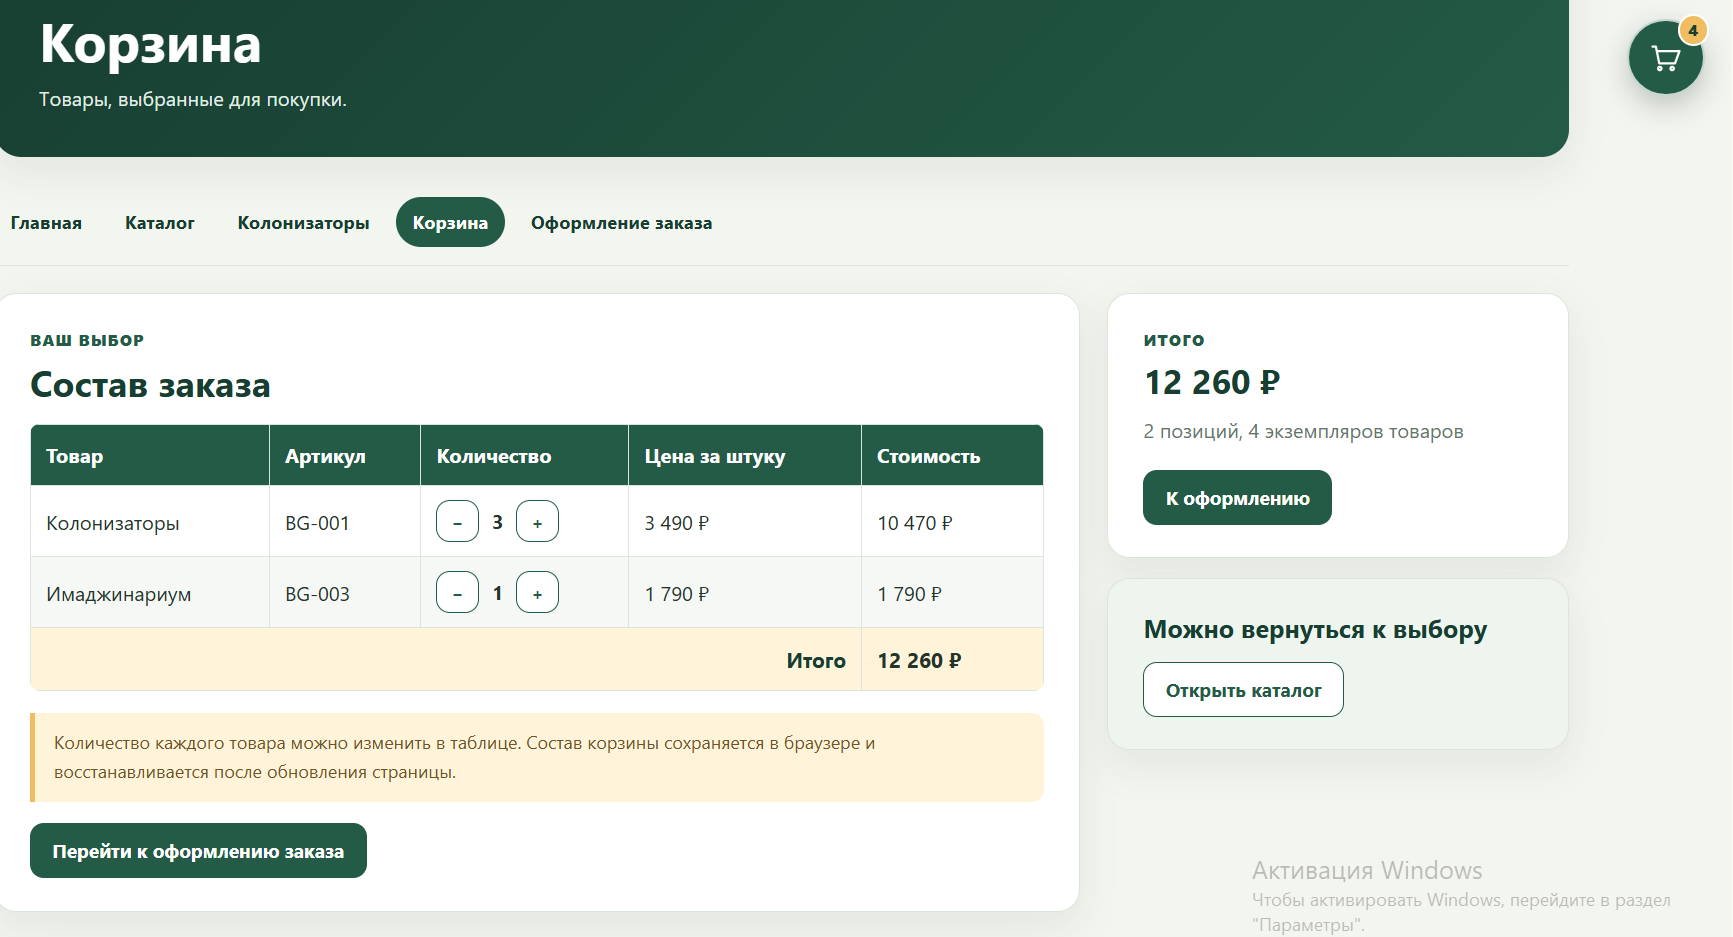 Корзина
Товары, выбранные для покупки.
4
Главная Каталог Колонизаторы Корзина Оформление заказа
ВАШ ВЫБОР
Состав заказа
Товар Артикул Количество Цена за штуку Стоимость
Колонизаторы BG-001 − 3 + 3 490 ₽ 10 470 ₽
Имаджинариум BG-003 − 1 + 1 790 ₽ 1 790 ₽
Итого 12 260 ₽
Количество каждого товара можно изменить в таблице. Состав корзины сохраняется в браузере и
восстанавливается после обновления страницы.
Перейти к оформлению заказа
ИТОГО
12 260 ₽
2 позиций, 4 экземпляров товаров
К оформлению
Можно вернуться к выбору
Открыть каталог
Активация Windows
Чтобы активировать Windows, перейдите в раздел
"Параметры".